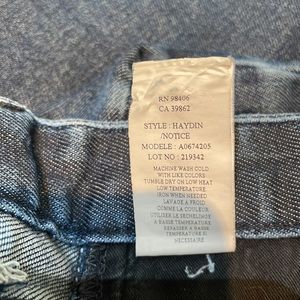 RN 98406
CA 39862
STYLE : HAYDIN
/NOTICE
MODELE : A0674205
LOT NO : 219342
MACHINE WASH COLD
WITH LIKE COLORS
TUMBLE DRY ON LOW HEAT
LOW TEMPERATURE
IRON WHEN NEEDED
LAVAGE A FROID
COMME LA COULEUR
UTILISER LE SECHELINGE
A BASSE TEMPERATURE
REPASSER A BASSE
TEMPERATURE SI
NECESSAIRE